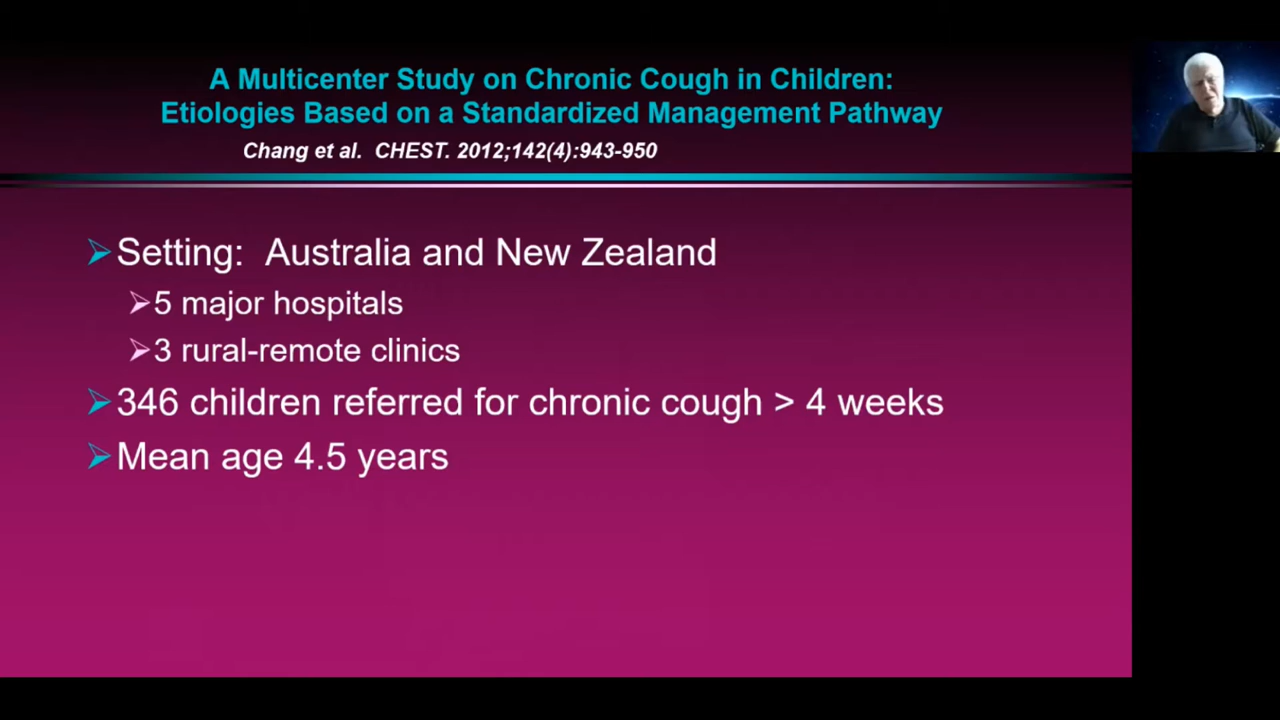 A Multicenter Study on Chronic Cough in Children:
Etiologies Based on a Standardized Management Pathway
Chang et al. CHEST. 2012;142(4):943-950
Setting: Australia and New Zealand
5 major hospitals
3 rural-remote clinics
346 children referred for chronic cough > 4 weeks
Mean age 4.5 years